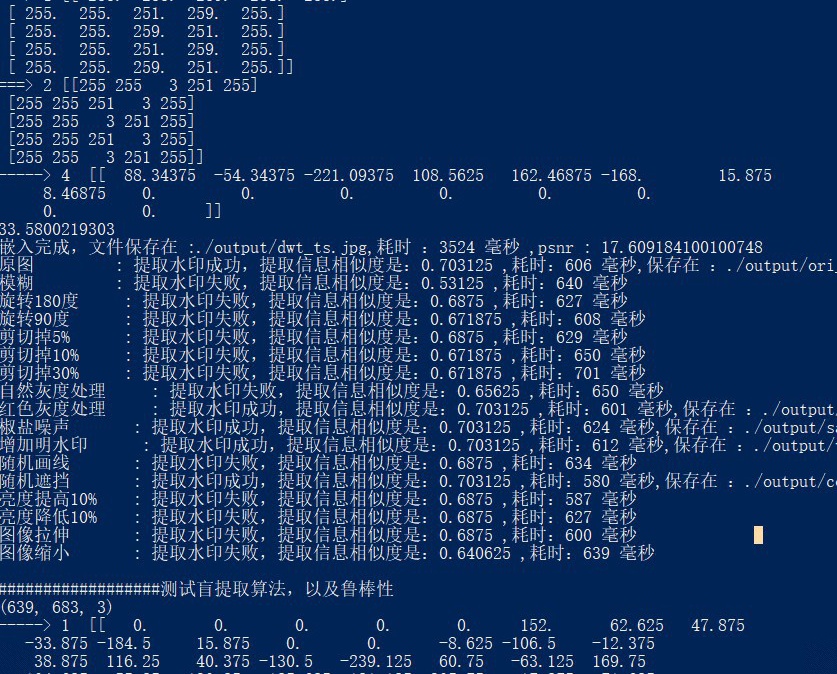 [ 255.  255.  251.  259.  255.]
[ 255.  255.  259.  251.  255.]
[ 255.  255.  251.  259.  255.]
[ 255.  255.  259.  251.  255.]]
===> 2 [[255 255   3 251 255]
[255 255 251   3 255]
[255 255   3 251 255]
[255 255 251   3 255]
[255 255   3 251 255]]
-----> 4  [[  88.34375  -54.34375 -221.09375  108.5625   162.46875 -168.       15.875
8.46875    0.         0.         0.         0.         0.         0.
0.         0.     ]]
33.5800219303
嵌入完成，文件保存在 :./output/dwt_ts.jpg,耗时 ：3524 毫秒 ,psnr : 17.609184100100748
原图 : 提取水印成功，提取信息相似度是：0.703125 ,耗时：606 毫秒,保存在 ：./output/ori_
模糊 : 提取水印失败，提取信息相似度是：0.53125 ,耗时：640 毫秒
旋转180度 : 提取水印失败，提取信息相似度是：0.6875 ,耗时：627 毫秒
旋转90度 : 提取水印失败，提取信息相似度是：0.671875 ,耗时：608 毫秒
剪切掉5% : 提取水印失败，提取信息相似度是：0.6875 ,耗时：629 毫秒
剪切掉10% : 提取水印失败，提取信息相似度是：0.671875 ,耗时：650 毫秒
剪切掉30% : 提取水印失败，提取信息相似度是：0.671875 ,耗时：701 毫秒
自然灰度处理 : 提取水印失败，提取信息相似度是：0.65625 ,耗时：650 毫秒
红色灰度处理 : 提取水印成功，提取信息相似度是：0.703125 ,耗时：601 毫秒,保存在 ：./output/
椒盐噪声 : 提取水印成功，提取信息相似度是：0.703125 ,耗时：624 毫秒,保存在 ：./output/sa
增加明水印 : 提取水印成功，提取信息相似度是：0.703125 ,耗时：612 毫秒,保存在 ：./output/
随机画线 : 提取水印失败，提取信息相似度是：0.6875 ,耗时：634 毫秒
随机遮挡 : 提取水印成功，提取信息相似度是：0.703125 ,耗时：580 毫秒,保存在 ：./output/co
亮度提高10% : 提取水印失败，提取信息相似度是：0.6875 ,耗时：587 毫秒
亮度降低10% : 提取水印失败，提取信息相似度是：0.6875 ,耗时：627 毫秒
图像拉伸 : 提取水印失败，提取信息相似度是：0.6875 ,耗时：600 毫秒
图像缩小 : 提取水印失败，提取信息相似度是：0.640625 ,耗时：639 毫秒
##################测试盲提取算法，以及鲁棒性
(639, 683, 3)
-----> 1  [[   0.       0.       0.       0.       0.     152.      62.625   47.875
-33.875 -184.5     15.875    0.       0.      -8.625 -106.5    -12.375
38.875  116.25    40.375 -130.5   -239.125   60.75   -63.125  169.75